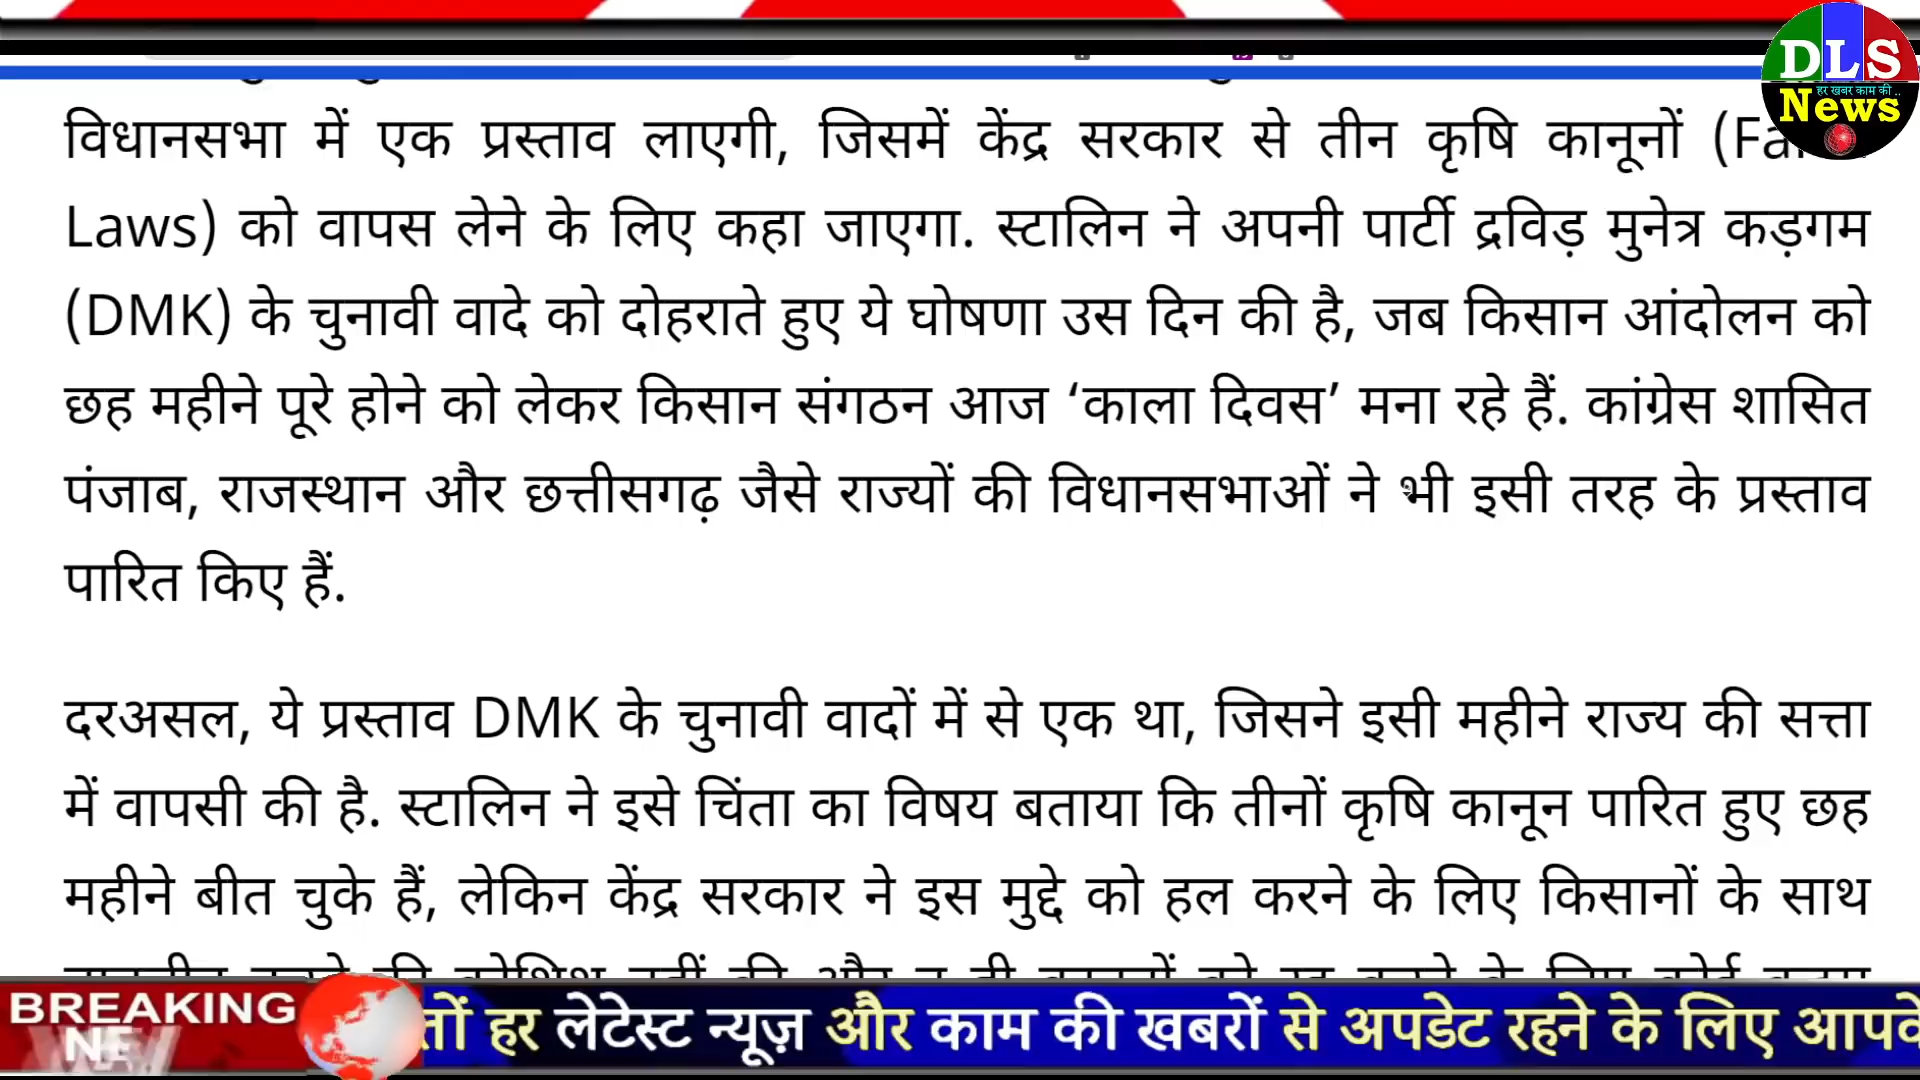 DLS
हर खबर काम की ..
News
विधानसभा में एक प्रस्ताव लाएगी, जिसमें केंद्र सरकार से तीन कृषि कानूनों
Laws) को वापस लेने के लिए कहा जाएगा. स्टालिन ने अपनी पार्टी द्रविड़ मुनेत्र कड़गम
(DMK) के चुनावी वादे को दोहराते हुए ये घोषणा उस दिन की है, जब किसान आंदोलन को
छह महीने पूरे होने को लेकर किसान संगठन आज ‘काला दिवस’ मना रहे हैं. कांग्रेस शासित
पंजाब, राजस्थान और छत्तीसगढ़ जैसे राज्यों की विधानसभाओं ने भी इसी तरह के प्रस्ताव
पारित किए हैं.
दरअसल, ये प्रस्ताव DMK के चुनावी वादों में से एक था, जिसने इसी महीने राज्य की सत्ता
में वापसी की है. स्टालिन ने इसे चिंता का विषय बताया कि तीनों कृषि कानून पारित हुए छह
महीने बीत चुके हैं, लेकिन केंद्र सरकार ने इस मुद्दे को हल करने के लिए किसानों के साथ
BREAKING
हर लेटेस्ट न्यूज़ और काम की खबरों से अपडेट रहने के लिए